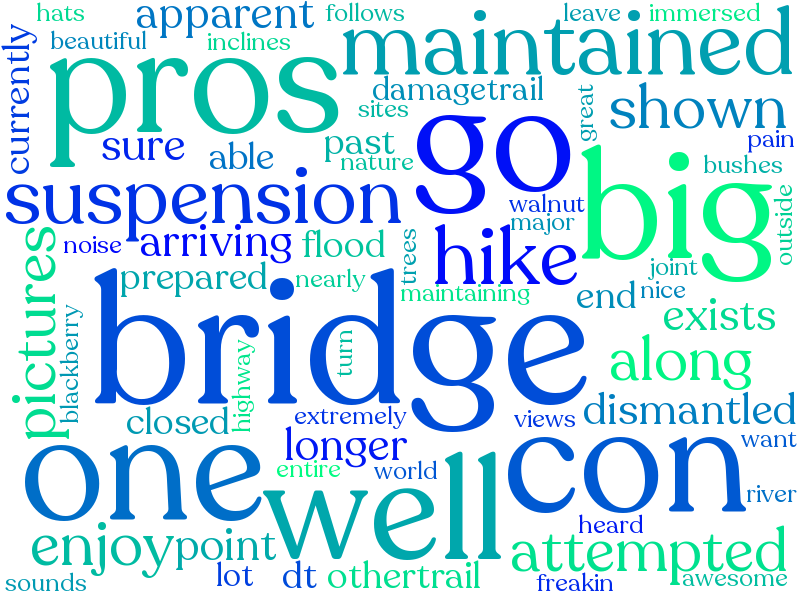 hats
apparent
follows
leave
immersed
beautiful
inclines
maintained
currently
pros
damagetrail
sites
great
shown
sure
able
past
nature
go
pain
big
bushes
suspension
walnut
major
outside
noise
arriving
flood
trees
hike
joint
pictures
prepared
nearly
maintaining
end
nice
blackberry
bridge
turn
highway
exists
along
closed
extremely
views
dismantled
one
longer
con
want
entire
world
well
river
enjoy
point
heard
attempted
sounds
lot
dt
othertrail
freakin
awesome